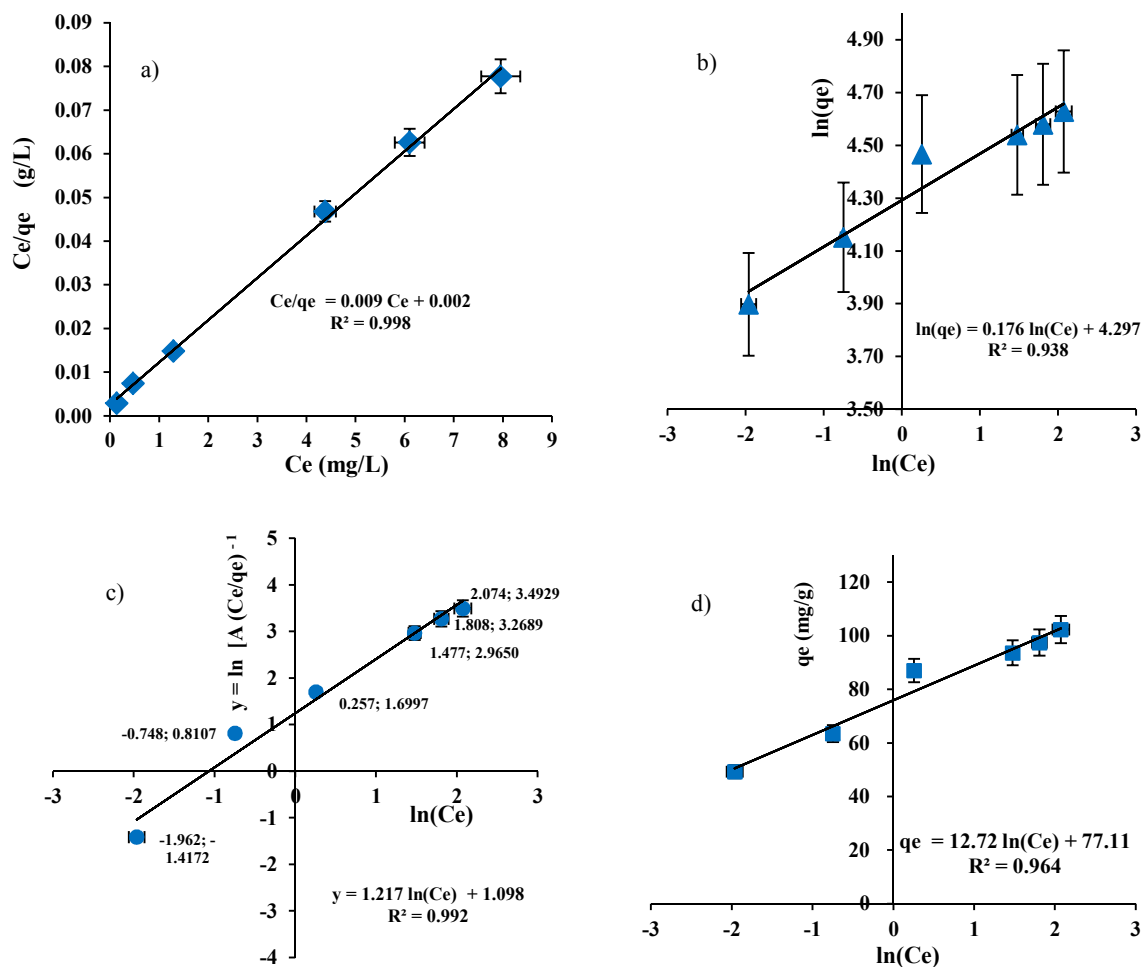 a)
Ce/qe (g/L)
0.09
0.08
0.07
0.06
0.05
0.04
0.03
0.02
0.01
0.00
Ce/qe = 0.009 Ce + 0.002
R² = 0.998
0 1 2 3 4 5 6 7 8 9
Ce (mg/L)
b)
ln(qe)
4.90
4.70
4.50
4.30
4.10
3.90
3.70
3.50
ln(qe) = 0.176 ln(Ce) + 4.297
R² = 0.938
-3 -2 -1 0 1 2 3
ln(Ce)
c)
y = ln [A (Ce/qe) ⁻¹
5
4
3
2
1
0
-1
-2
-3
-4
2.074; 3.4929
1.808; 3.2689
1.477; 2.9650
0.257; 1.6997
-0.748; 0.8107
-3 -2 -1 0 1 2 3
ln(Ce)
-1.962; -
1.4172
y = 1.217 ln(Ce) + 1.098
R² = 0.992
d)
qe (mg/g)
120
100
80
60
40
20
0
qe = 12.72 ln(Ce) + 77.11
R² = 0.964
-3 -2 -1 0 1 2 3
ln(Ce)